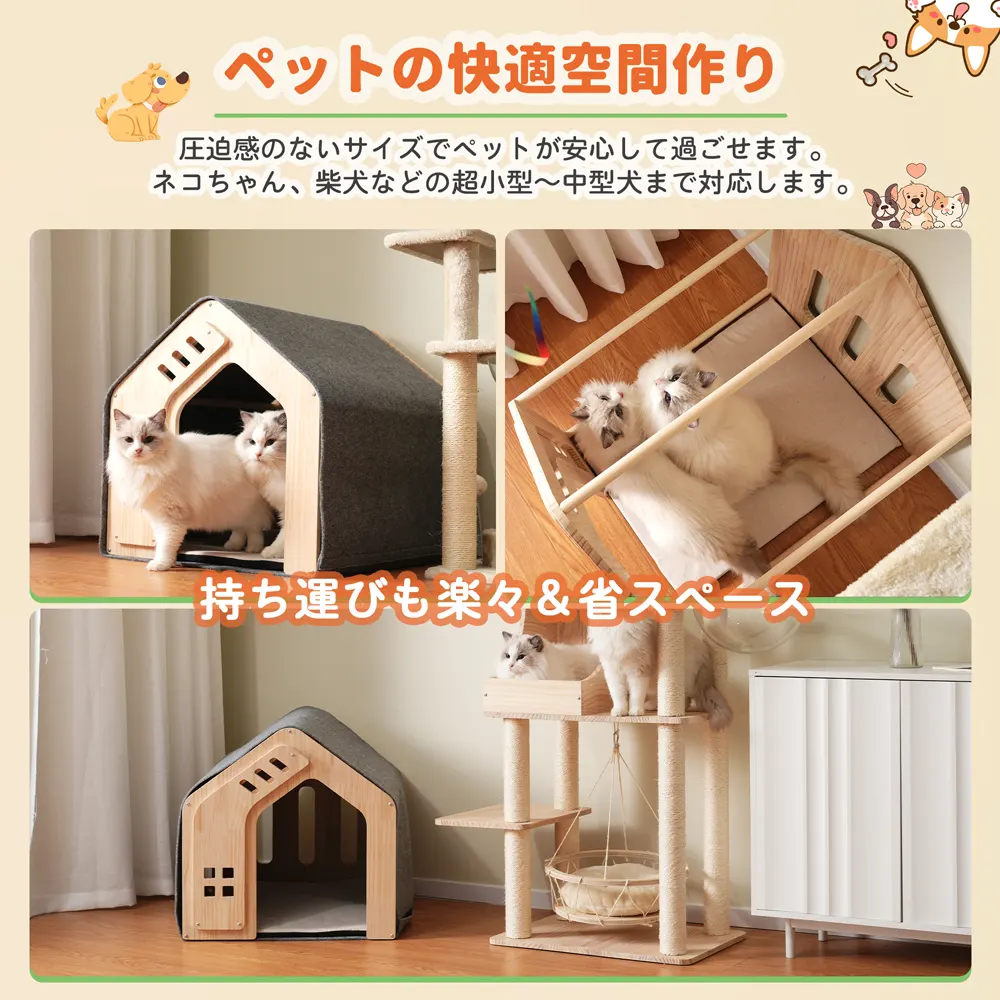 ペットの快適空間作り
圧迫感のないサイズでペットが安心して過ごせます。
ネコちゃん、柴犬などの超小型～中型犬まで対応します。
持ち運びも楽々＆省スペース